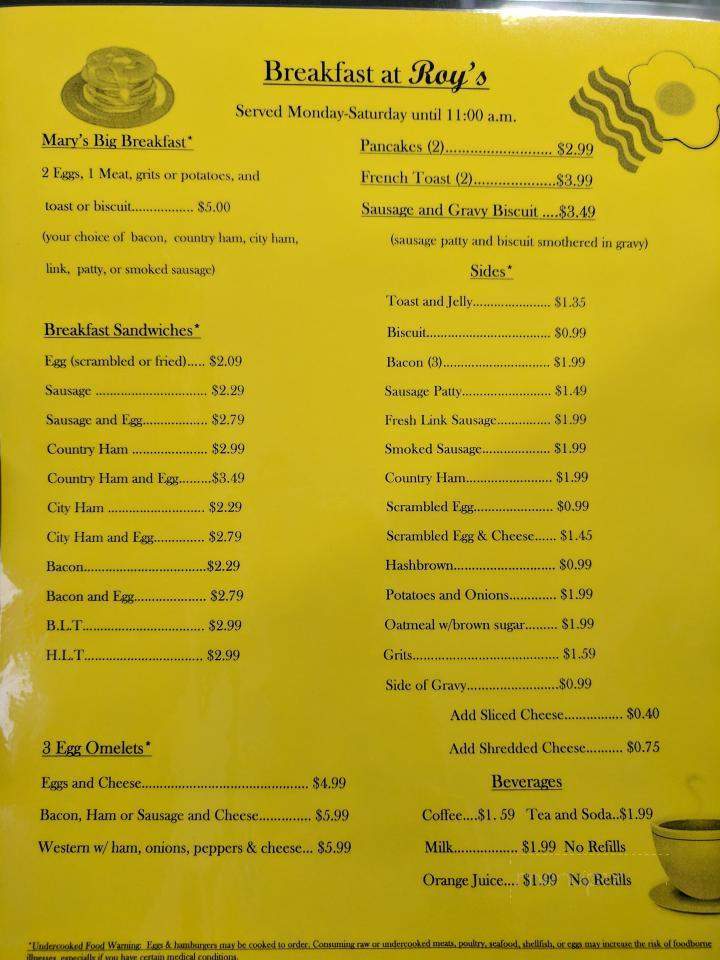 Breakfast at Roy's
Served Monday-Saturday until 11:00 a.m.
Mary's Big Breakfast*
2 Eggs, 1 Meat, grits or potatoes, and
toast or biscuit................. $5.00
(your choice of bacon, country ham, city ham,
link, patty, or smoked sausage)
Breakfast Sandwiches*
Egg (scrambled or fried)..... $2.09
Sausage ................................ $2.29
Sausage and Egg................... $2.79
Country Ham ...................... $2.99
Country Ham and Egg.........$3.49
City Ham ............................ $2.29
City Ham and Egg............... $2.79
Bacon....................................$2.29
Bacon and Egg..................... $2.79
B.L.T................................... $2.99
H.L.T.................................. $2.99
3 Egg Omelets*
Eggs and Cheese............................................... $4.99
Bacon, Ham or Sausage and Cheese............... $5.99
Western w/ ham, onions, peppers & cheese... $5.99
Pancakes (2).......................... $2.99
French Toast (2)....................$3.99
Sausage and Gravy Biscuit ....$3.49
(sausage patty and biscuit smothered in gravy)
Sides*
Toast and Jelly...................... $1.35
Biscuit.................................... $0.99
Bacon (3)............................... $1.99
Sausage Patty......................... $1.49
Fresh Link Sausage............... $1.99
Smoked Sausage.................... $1.99
Country Ham......................... $1.99
Scrambled Egg....................... $0.99
Scrambled Egg & Cheese...... $1.45
Hashbrown............................. $0.99
Potatoes and Onions.............. $1.99
Oatmeal w/brown sugar......... $1.99
Grits.......................................... $1.59
Side of Gravy..........................$0.99
Add Sliced Cheese................ $0.40
Add Shredded Cheese.......... $0.75
Beverages
Coffee....$1. 59 Tea and Soda..$1.99
Milk.................. $1.99 No Refills
Orange Juice.... $1.99 No Refills
*Undercooked Food Warning: Eggs & hamburgers may be cooked to order. Consuming raw or undercooked meats, poultry, seafood, shellfish, or eggs may increase the risk of foodborne
illnesses, especially if you have certain medical conditions.